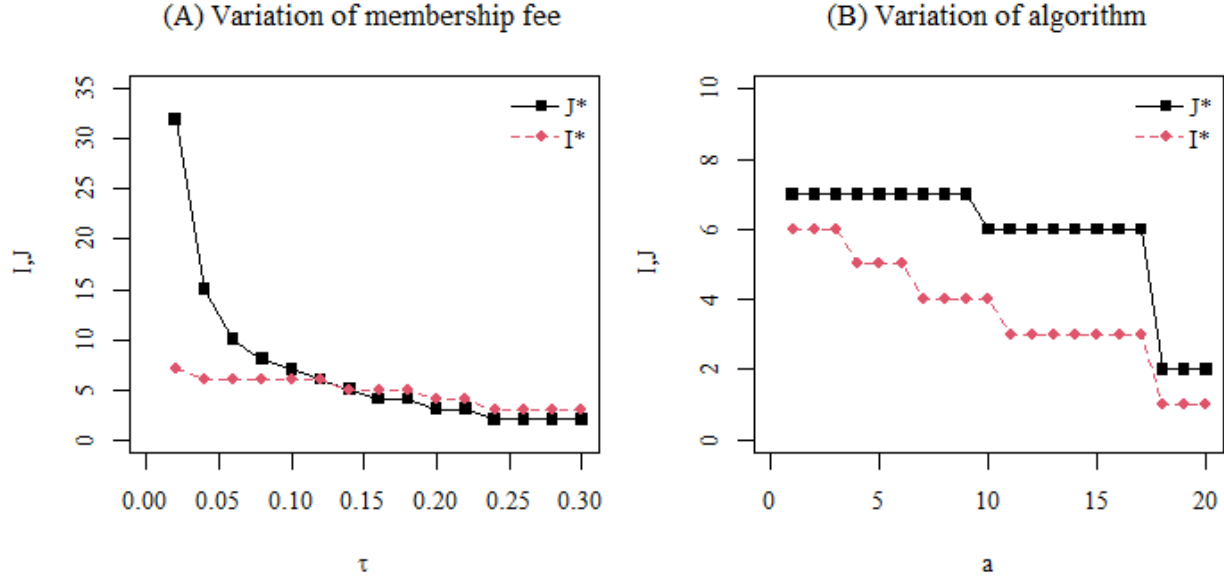 (A) Variation of membership fee
35
30
25
20
15
10
5
0
I,J
J*
I*
0.00 0.05 0.10 0.15 0.20 0.25 0.30
τ
(B) Variation of algorithm
10
8
6
4
2
0
I,J
J*
I*
0 5 10 15 20
a